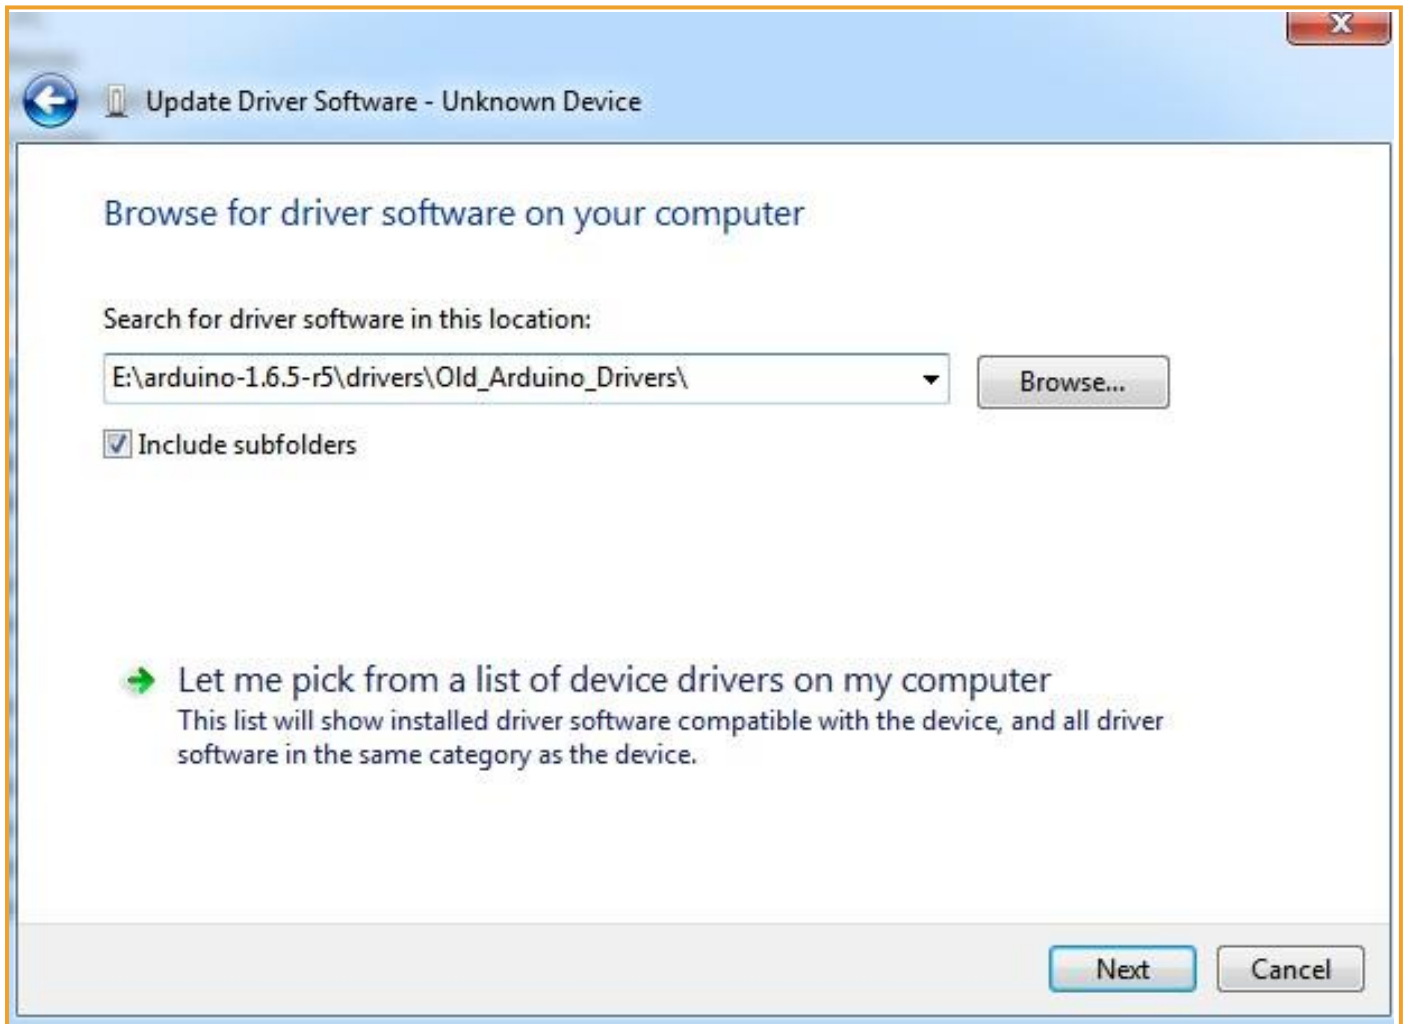 Update Driver Software - Unknown Device
Browse for driver software on your computer
Search for driver software in this location:
E:\arduino-1.6.5-r5\drivers\Old_Arduino_Drivers\
Browse...
Include subfolders
Let me pick from a list of device drivers on my computer
This list will show installed driver software compatible with the device, and all driver
software in the same category as the device.
Next
Cancel